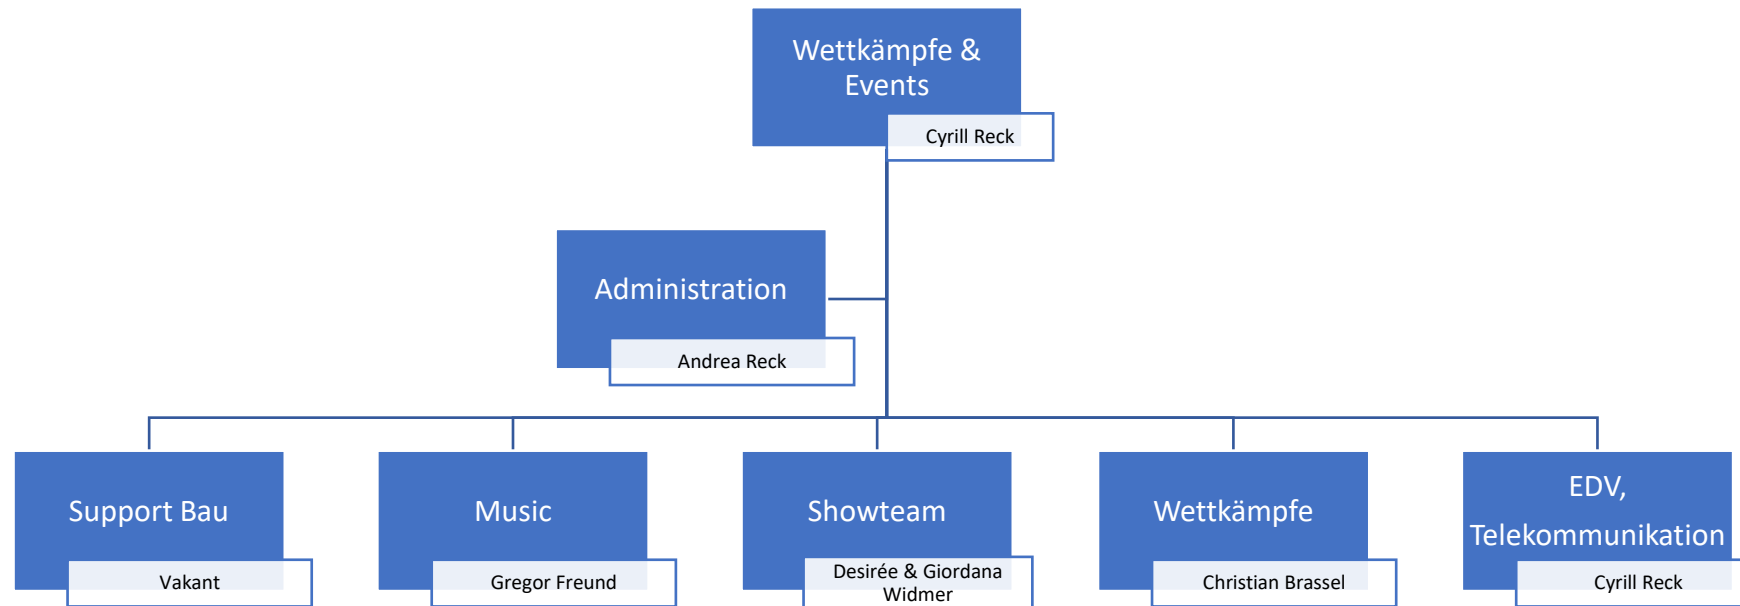 Wettkämpfe &
Events
Cyrill Reck
Administration
Andrea Reck
Support Bau
Vakant
Music
Gregor Freund
Showteam
Desirée & Giordana
Widmer
Wettkämpfe
Christian Brassel
EDV,
Telekommunikation
Cyrill Reck